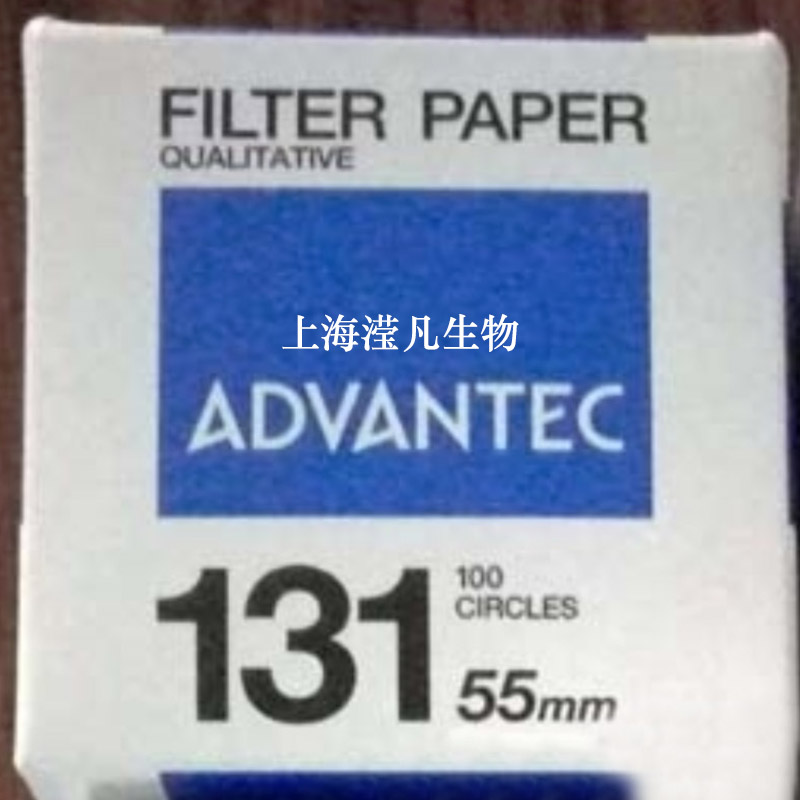 FILTER PAPER
QUALITATIVE
上海滢凡生物
ADVANTEC
131
100
CIRCLES
55mm